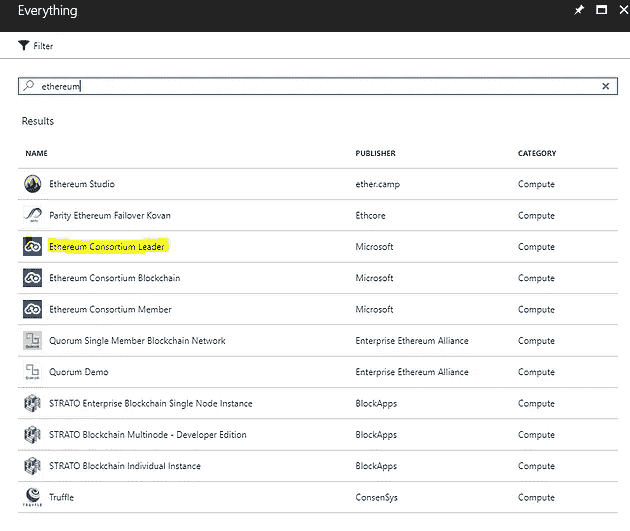 Everything
Filter
ethereum
Results
NAME PUBLISHER CATEGORY
Ethereum Studio ether.camp Compute
Parity Ethereum Failover Kovan Ethcore Compute
Ethereum Consortium Leader Microsoft Compute
Ethereum Consortium Blockchain Microsoft Compute
Ethereum Consortium Member Microsoft Compute
Quorum Single Member Blockchain Network Enterprise Ethereum Alliance Compute
Quorum Demo Enterprise Ethereum Alliance Compute
STRATO Enterprise Blockchain Single Node Instance BlockApps Compute
STRATO Blockchain Multinode - Developer Edition BlockApps Compute
STRATO Blockchain Individual Instance BlockApps Compute
TRUFFLE Truffle ConsenSys Compute